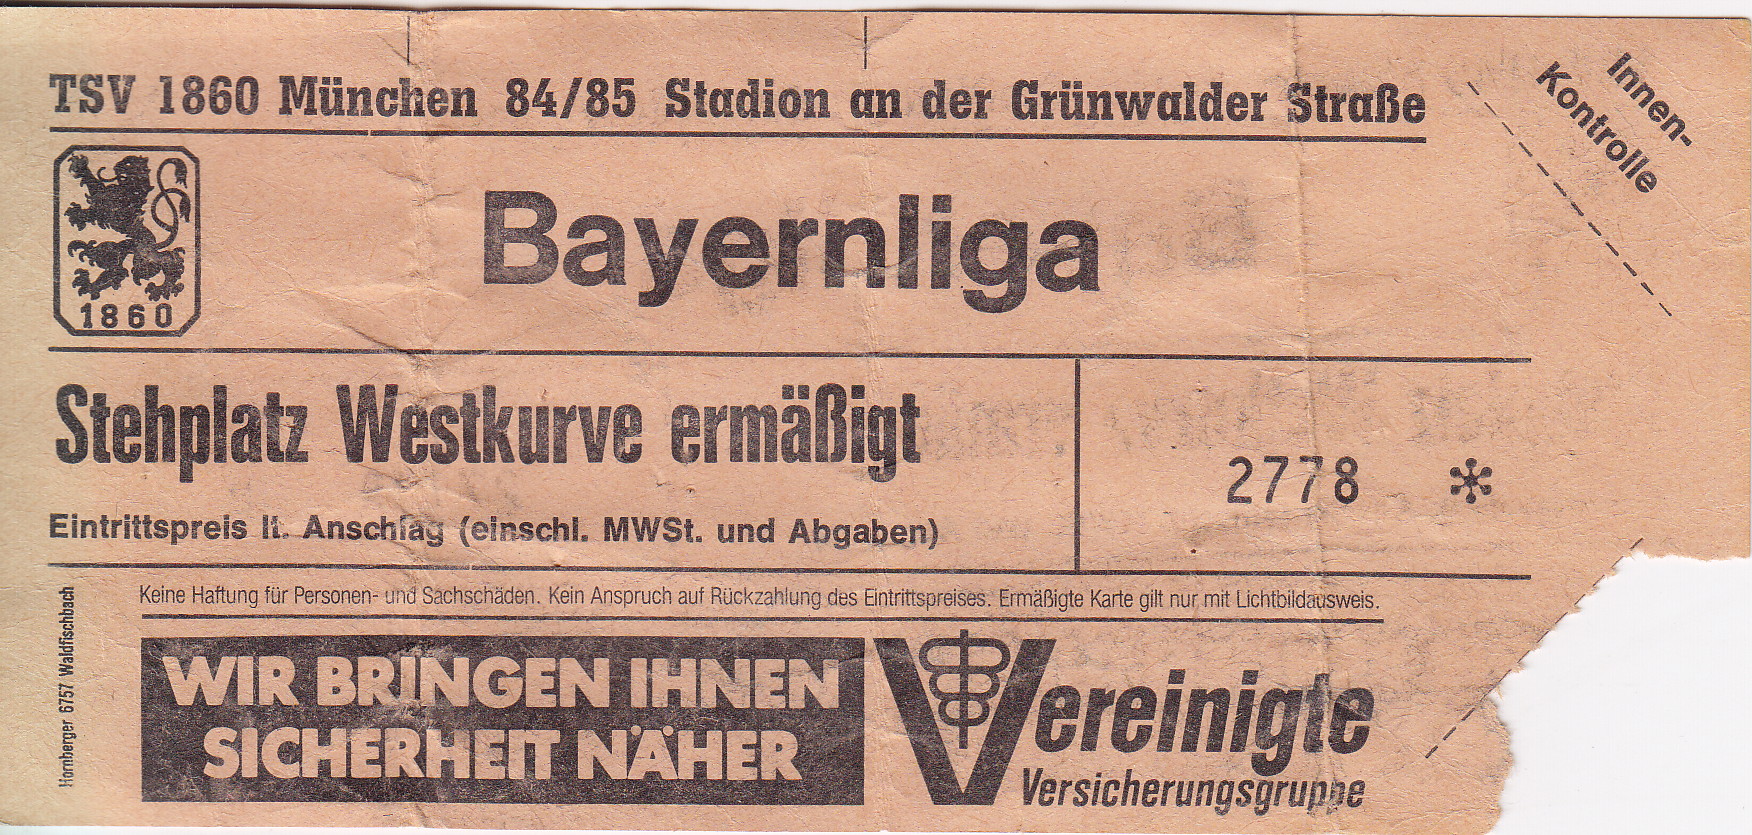 TSV 1860 München 84/85 Stadion an der Grünwalder Straße
Innen-
Kontrolle
1860
Bayernliga
Stehplatz Westkurve ermäßigt
2778 *
Eintrittspreis lt. Anschlag (einschl. MWSt. und Abgaben)
Keine Haftung für Personen- und Sachschäden. Kein Anspruch auf Rückzahlung des Eintrittspreises. Ermäßigte Karte gilt nur mit Lichtbildausweis.
Hornberger 6757 Waldfischbach
WIR BRINGEN IHNEN
SICHERHEIT NÄHER
Vereinigte
Versicherungsgruppe